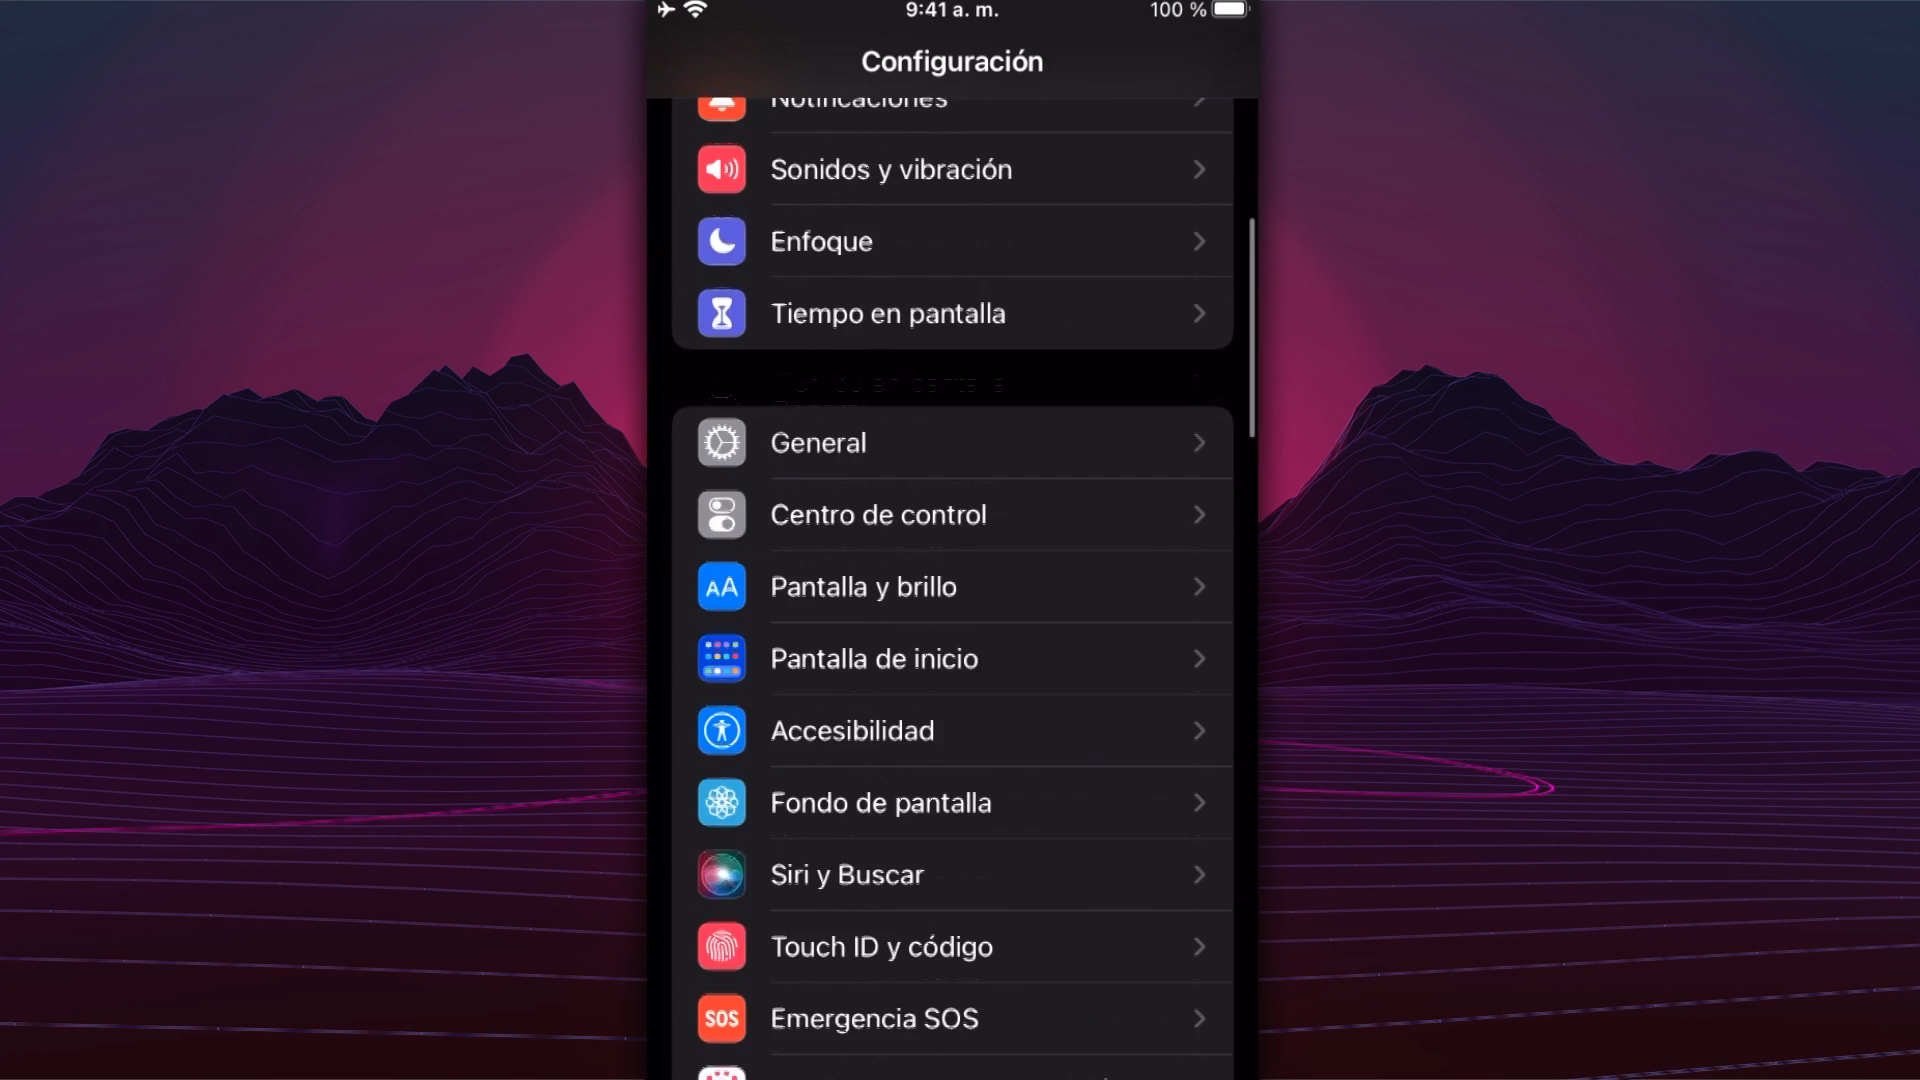 9:41 a. m.
100 %
Configuración
Notificaciones
Sonidos y vibración
Enfoque
Tiempo en pantalla
General
Centro de control
AA Pantalla y brillo
Pantalla de inicio
Accesibilidad
Fondo de pantalla
Siri y Buscar
Touch ID y código
SOS Emergencia SOS